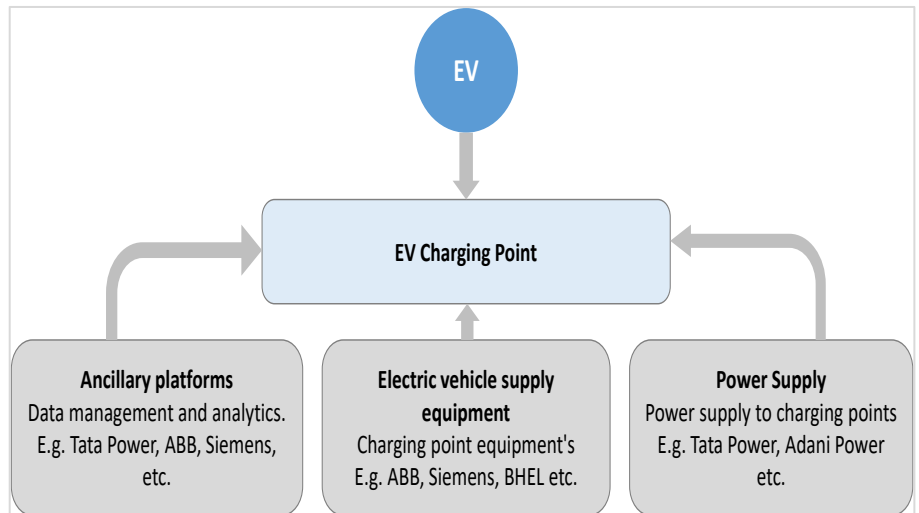 EV
EV Charging Point
Ancillary platforms
Data management and analytics.
E.g. Tata Power, ABB, Siemens,
etc.
Electric vehicle supply
equipment
Charging point equipment's
E.g. ABB, Siemens, BHEL etc.
Power Supply
Power supply to charging points
E.g. Tata Power, Adani Power
etc.